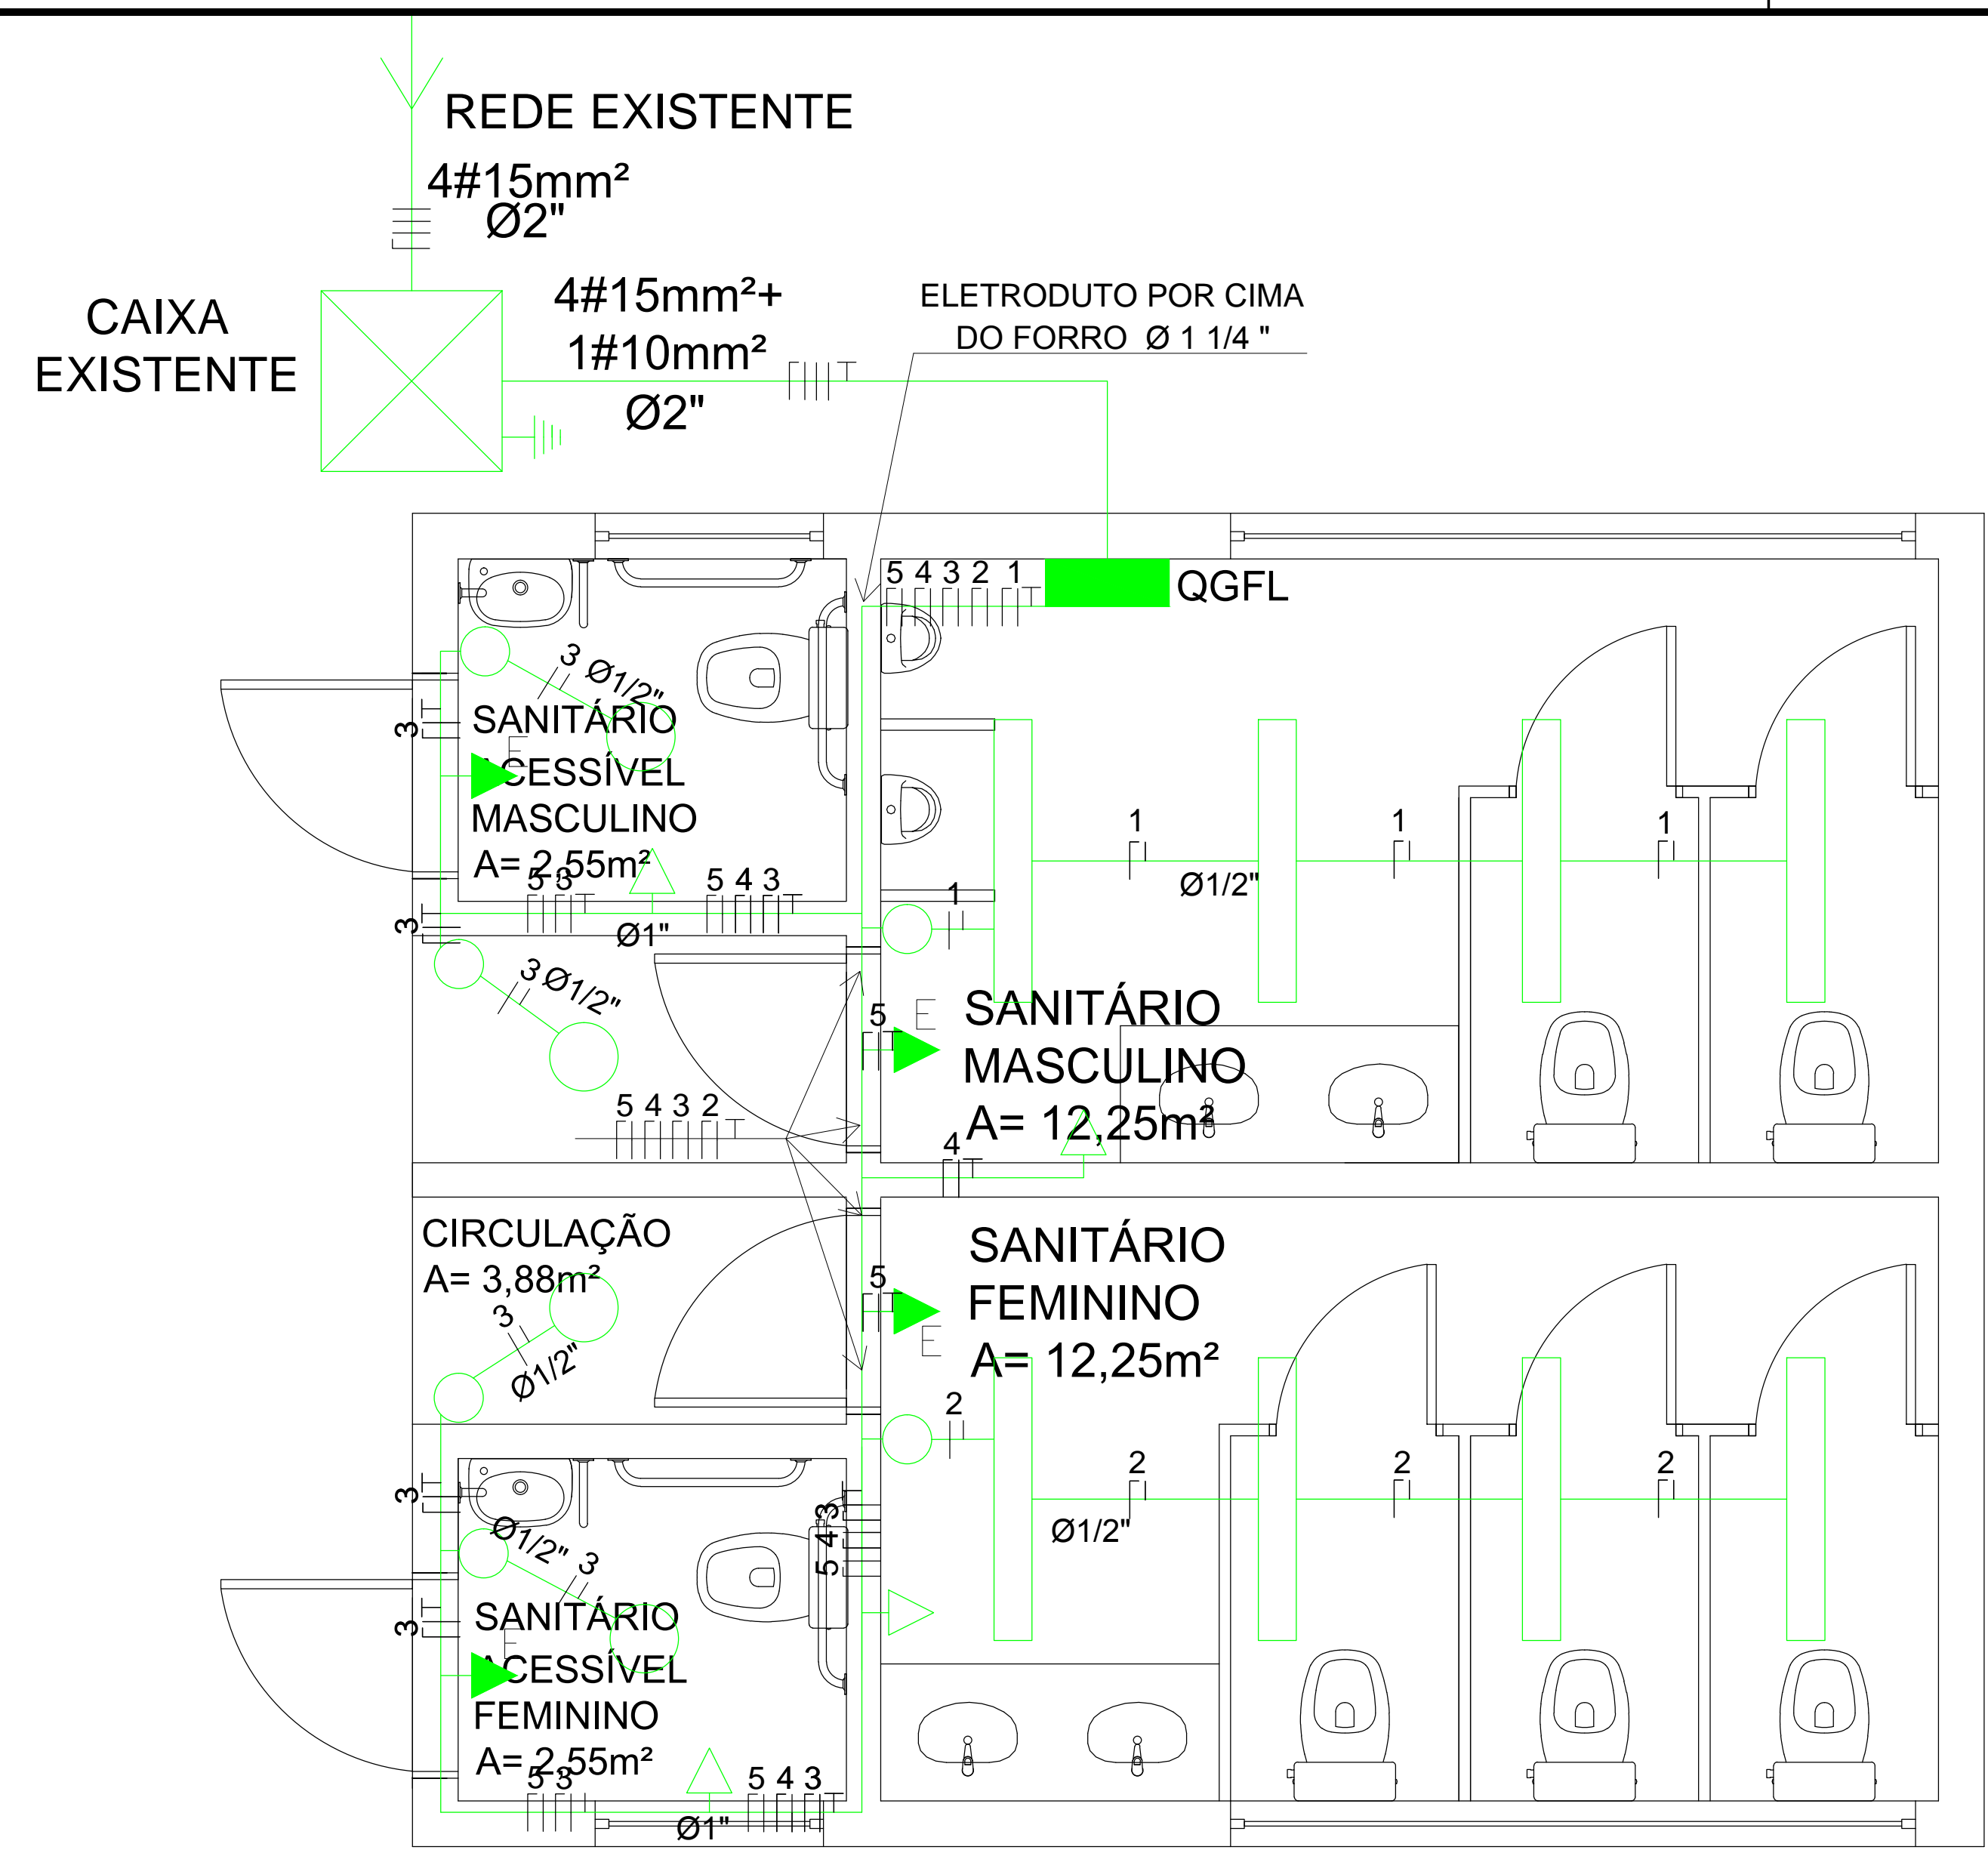 REDE EXISTENTE
4#15mm²
Ø2"
CAIXA
EXISTENTE
4#15mm²+
1#10mm²
Ø2"
ELETRODUTO POR CIMA
DO FORRO Ø 1 1/4 "
5 4 3 2 1
QGFL
3 Ø1/2"
3
SANITÁRIO
ACESSÍVEL
MASCULINO
A= 2,55m²
E
5 3
5 4 3
Ø1"
3
3 Ø1/2"
1
1
1
1
Ø1/2"
5
E
SANITÁRIO
MASCULINO
A= 12,25m²
5 4 3 2
4
CIRCULAÇÃO
A= 3,88m²
3
Ø1/2"
5
E
SANITÁRIO
FEMININO
A= 12,25m²
2
2
2
2
Ø1/2"
3
Ø1/2" 3
5 4 3
3
SANITÁRIO
ACESSÍVEL
FEMININO
A= 2,55m²
E
5 3
5 4 3
Ø1"